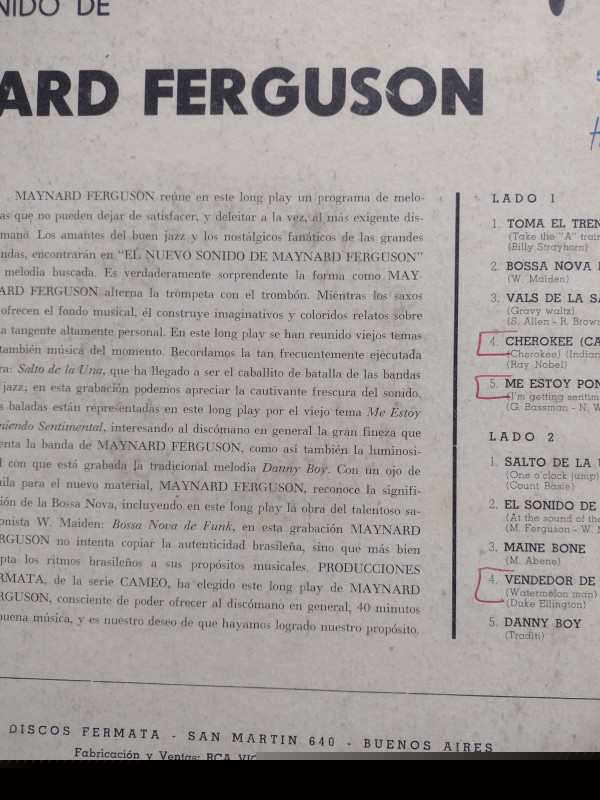 NIDO DE
ARD FERGUSON
MAYNARD FERGUSON reúne en este long play un programa de melo-
as que no pueden dejar de satisfacer, y deleitar a la vez, al más exigente dis-
mano. Los amantes del buen jazz y los nostálgicos fanáticos de las grandes
ndas, encontrarán en "EL NUEVO SONIDO DE MAYNARD FERGUSON"
melodía buscada. Es verdaderamente sorprendente la forma como MAY-
ARD FERGUSON alterna la trompeta con el trombón. Mientras los saxos
ofrecen el fondo musical, él construye imaginativos y coloridos relatos sobre
a tangente altamente personal. En este long play se han reunido viejos temas
también música del momento. Recordamos la tan frecuentemente ejecutada
ra: Salto de la Una, que ha llegado a ser el caballito de batalla de las bandas
jazz; en esta grabación podemos apreciar la cautivante frescura del sonido.
s baladas están representadas en este long play por el viejo tema Me Estoy
niendo Sentimental, interesando al discómano en general la gran fineza que
enta la banda de MAYNARD FERGUSON, como así también la luminosi-
d con que está grabada la tradicional melodía Danny Boy. Con un ojo de
uila para el nuevo material, MAYNARD FERGUSON, reconoce la signifi-
ión de la Bossa Nova, incluyendo en este long play la obra del talentoso sa-
onista W. Maiden: Bossa Nova de Funk, en esta grabación MAYNARD
RGUSON no intenta copiar la autenticidad brasileña, sino que más bien
pta los ritmos brasileños a sus propósitos musicales. PRODUCCIONES
RMATA, de la serie CAMEO, ha elegido este long play de MAYNARD
RGUSON, consciente de poder ofrecer al discómano en general, 40 minutos
buena música, y es nuestro deseo de que hayamos logrado nuestro propósito.
LADO 1
1. TOMA EL TREN
(Take the "A" train
(Billy Strayhorn)
2. BOSSA NOVA
(W. Maiden)
3. VALS DE LA SA
(Gravy waltz)
(S. Allen - R. Brown
4. CHEROKEE (CA
(Cherokee) (Indian
(Ray Nobel)
5. ME ESTOY PON
(I'm getting sentim
(G. Bassman - N. W
LADO 2
1. SALTO DE LA U
(One o'clock jump)
(Count Basie)
2. EL SONIDO DE
(At the sound of the
(M. Ferguson - W. M
3. MAINE BONE
(M. Abene)
4. VENDEDOR DE
(Watermelon man)
(Duke Ellington)
5. DANNY BOY
(Traditi)
DISCOS FERMATA - SAN MARTIN 640 - BUENOS AIRES
Fabricación y Ventas: RCA VIC